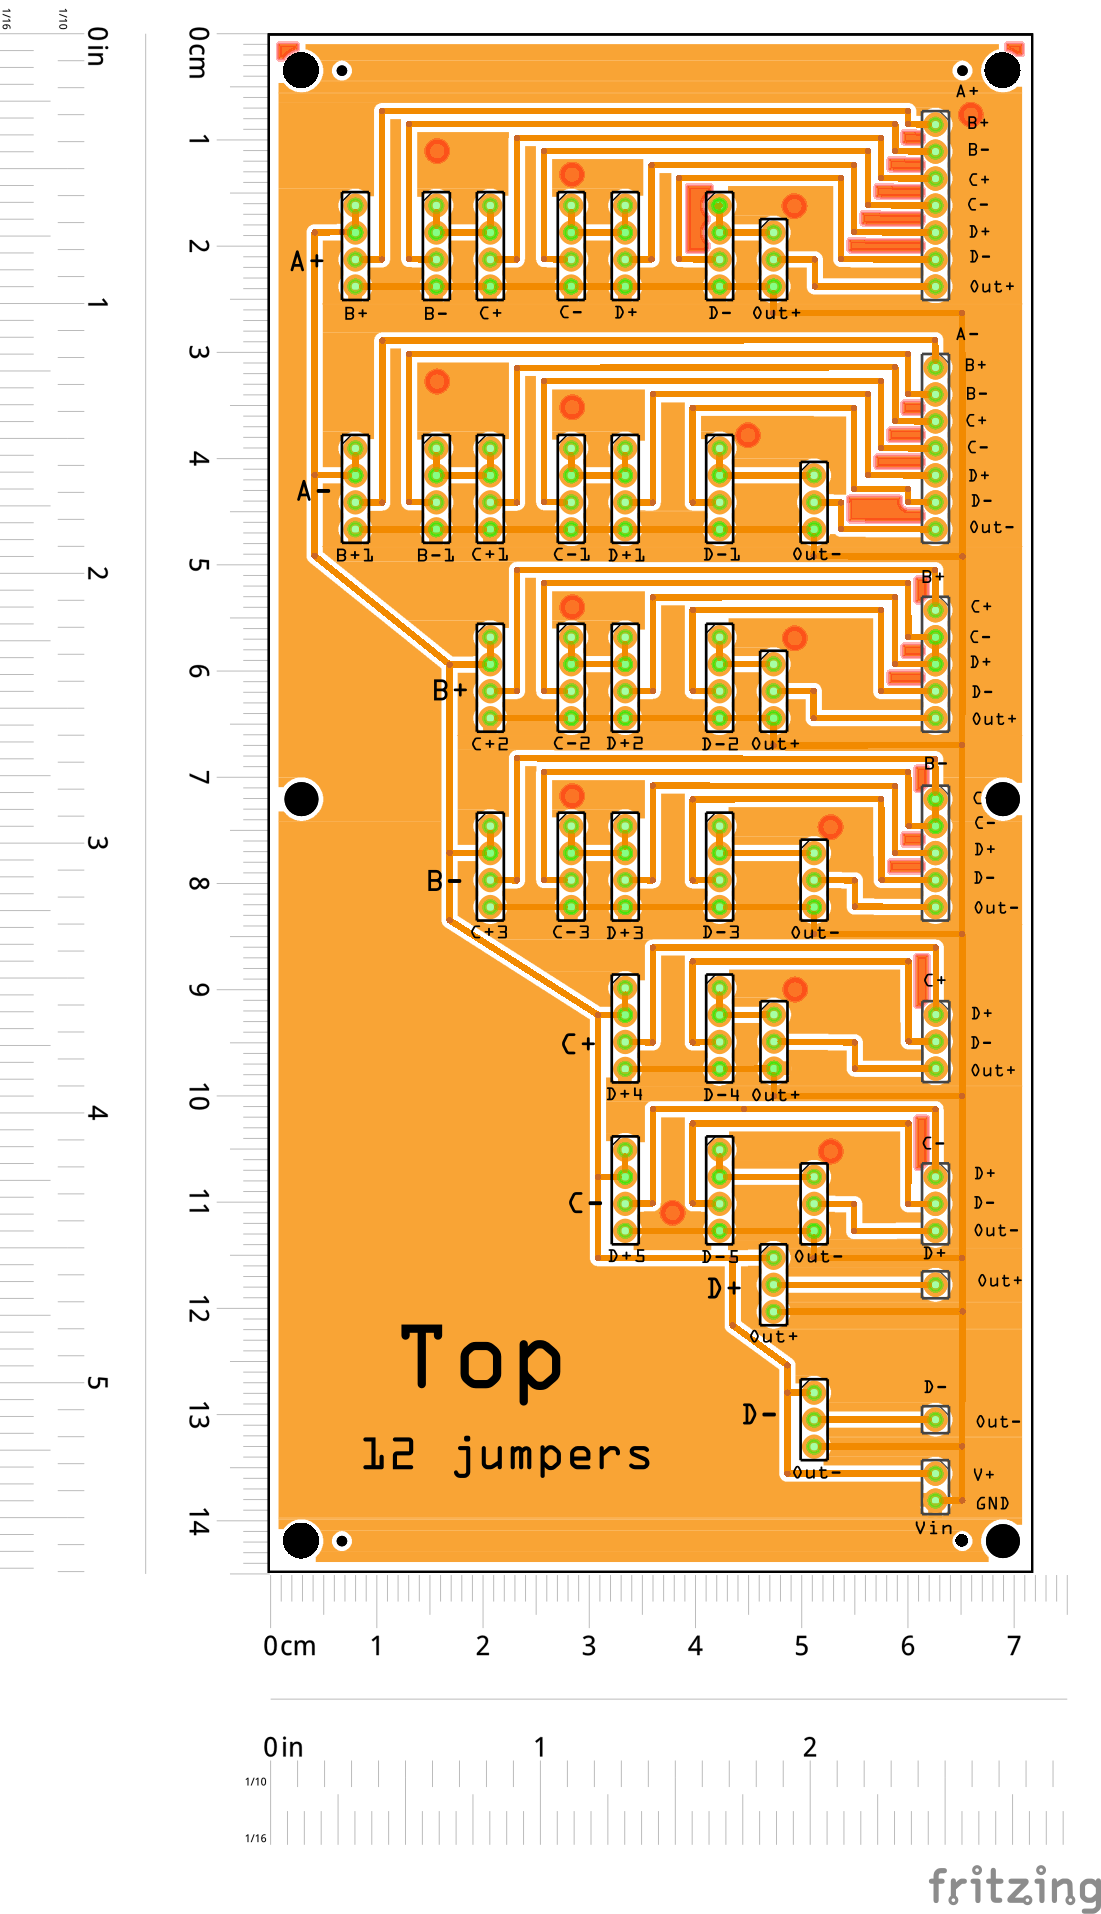 1/16
1/10
0in
0cm
A+
B+
B-
1
C+
C-
D+
2
D-
A+
1
Out+
B+
B-
C+
C-
D+
D-
Out+
A-
3
B+
B-
C+
C-
4
D+
A-
D-
Out-
B+1
B-1
C+1
C-1
D+1
D-1
Out-
5
2
B+
C+
C-
6
D+
B+
D-
Out+
C+2
C-2
D+2
D-2
Out+
7
B-
C
C-
3
D+
8
B-
D-
Out-
C+3
C-3
D+3
D-3
Out-
C+
9
D+
C+
D-
Out+
D+4
D-4
Out+
10
4
C-
D+
11
C-
D-
Out-
D+5
D-5
Out-
D+
D+
Out+
12
Out+
Top
5
D-
13
D-
Out-
12 jumpers
Out-
V+
GND
14
Vin
0cm 1 2 3 4 5 6 7
0in 1 2
1/10
1/16
fritzing